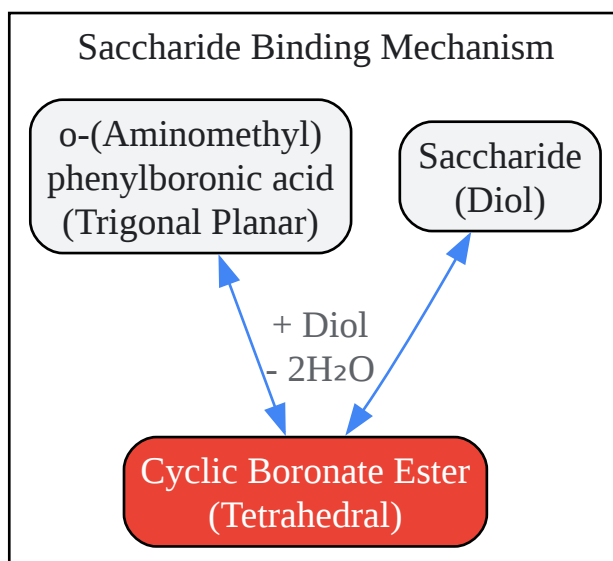 Saccharide Binding Mechanism
o-(Aminomethyl)
phenylboronic acid
(Trigonal Planar)
Saccharide
(Diol)
+ Diol
- 2H₂O
Cyclic Boronate Ester
(Tetrahedral)